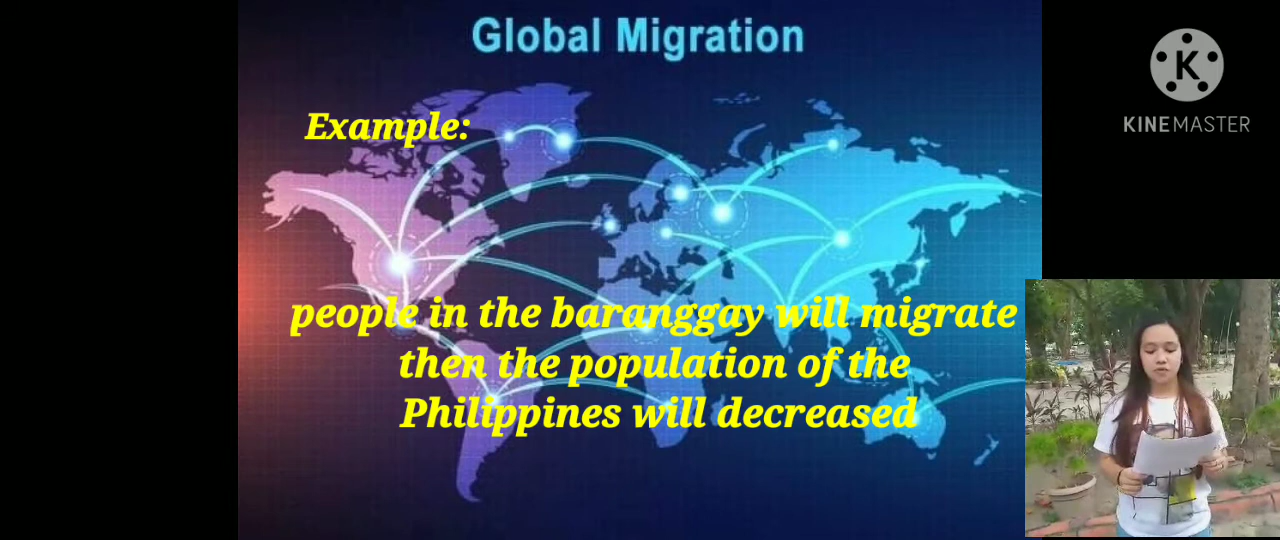 Global Migration
Example:
people in the baranggay will migrate
then the population of the
Philippines will decreased
K
KINEMASTER